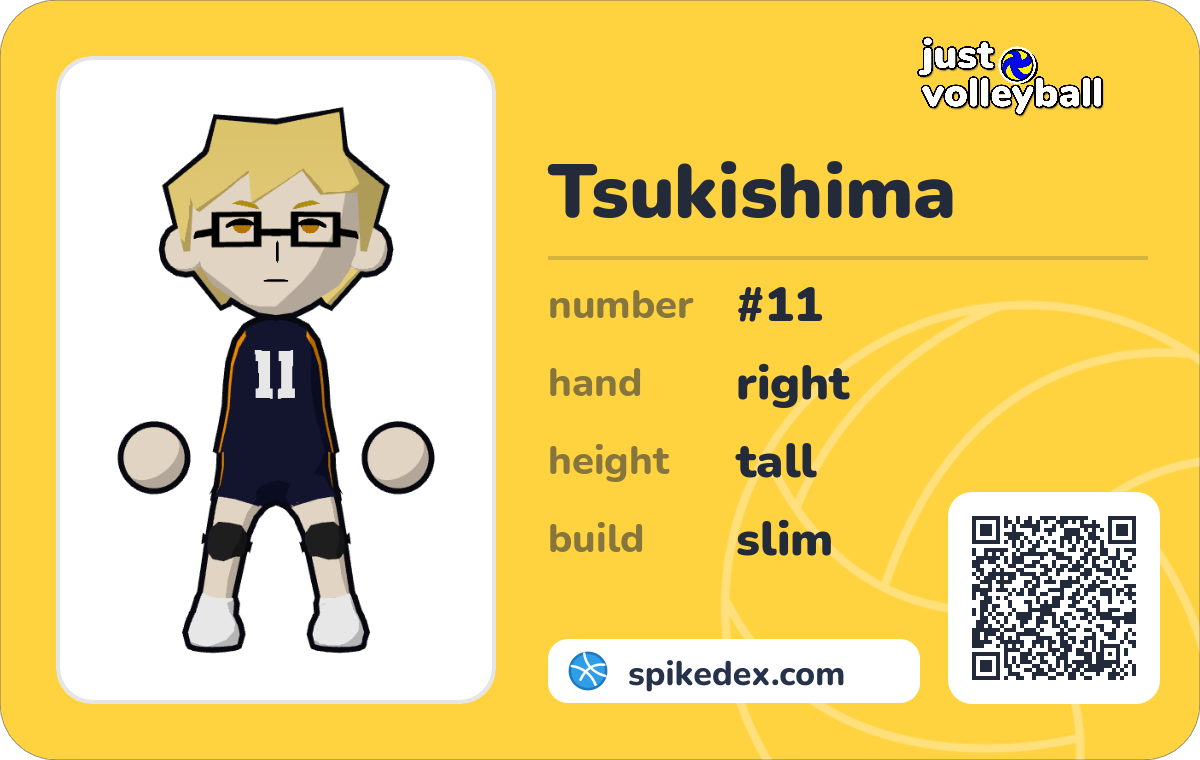 just
volleyball
Tsukishima
number #11
hand right
height tall
build slim
11
spikedex.com